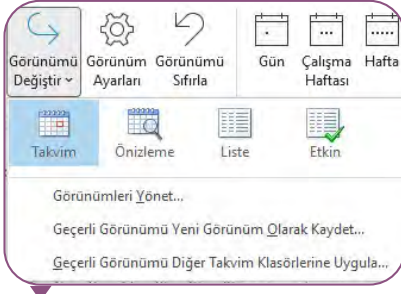 Görünümü Değiştir
Görünüm Ayarları
Görünümü Sıfırla
Gün
Çalışma Haftası
Hafta
Takvim
Önizleme
Liste
Etkin
Görünümleri Yönet...
Geçerli Görünümü Yeni Görünüm Olarak Kaydet...
Geçerli Görünümü Diğer Takvim Klasörlerine Uygula...